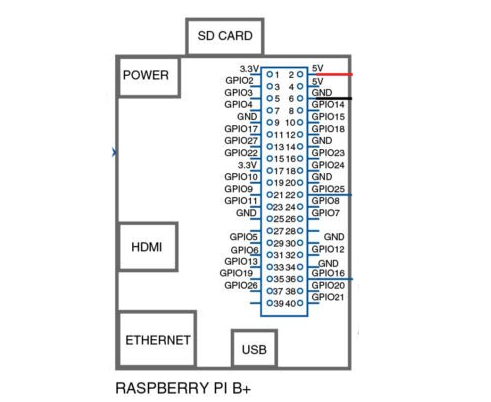 SD CARD
POWER
3.3V 1 2 5V
GPIO2 3 4 5V
GPIO3 5 6 GND
GPIO4 7 8 GPIO14
GND 9 10 GPIO15
GPIO17 11 12 GPIO18
GPIO27 13 14 GND
GPIO22 15 16 GPIO23
3.3V 17 18 GPIO24
GPIO10 19 20 GND
GPIO9 21 22 GPIO25
GPIO11 23 24 GPIO8
GND 25 26 GPIO7
27 28
GPIO5 29 30 GND
GPIO6 31 32 GPIO12
GPIO13 33 34 GND
GPIO19 35 36 GPIO16
GPIO26 37 38 GPIO20
39 40 GPIO21
HDMI
ETHERNET
USB
RASPBERRY PI B+